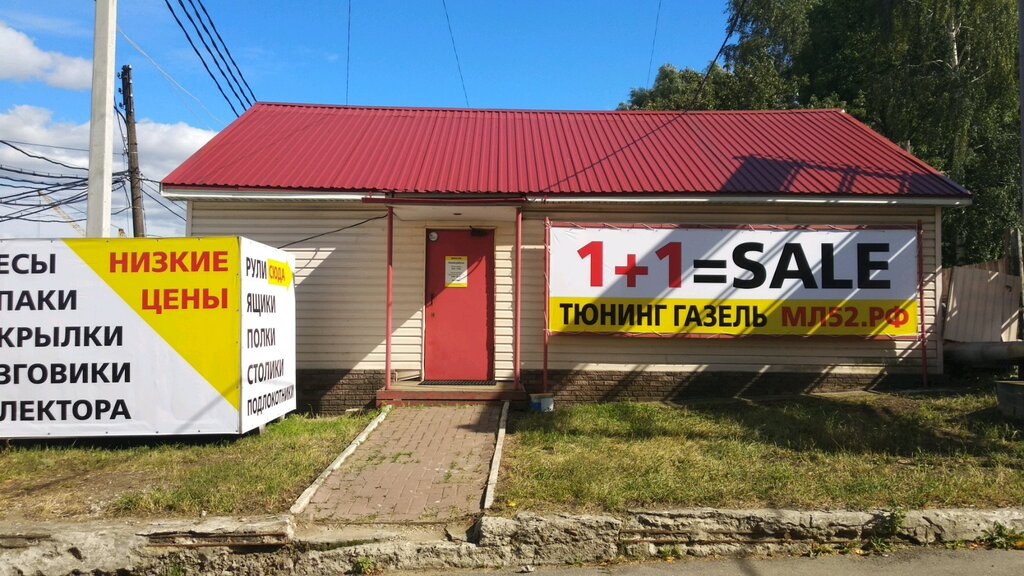 ЕСЫ
ПАКИ
КРЫЛКИ
ЗГОВИКИ
ЛЕКТОРА
НИЗКИЕ
ЦЕНЫ
РУЛИ СЮДА
ЯЩИКИ
ПОЛКИ
СТОЛИКИ
ПОДЛОКОТНИКИ
1+1=SALE
ТЮНИНГ ГАЗЕЛЬ МЛ52.РФ